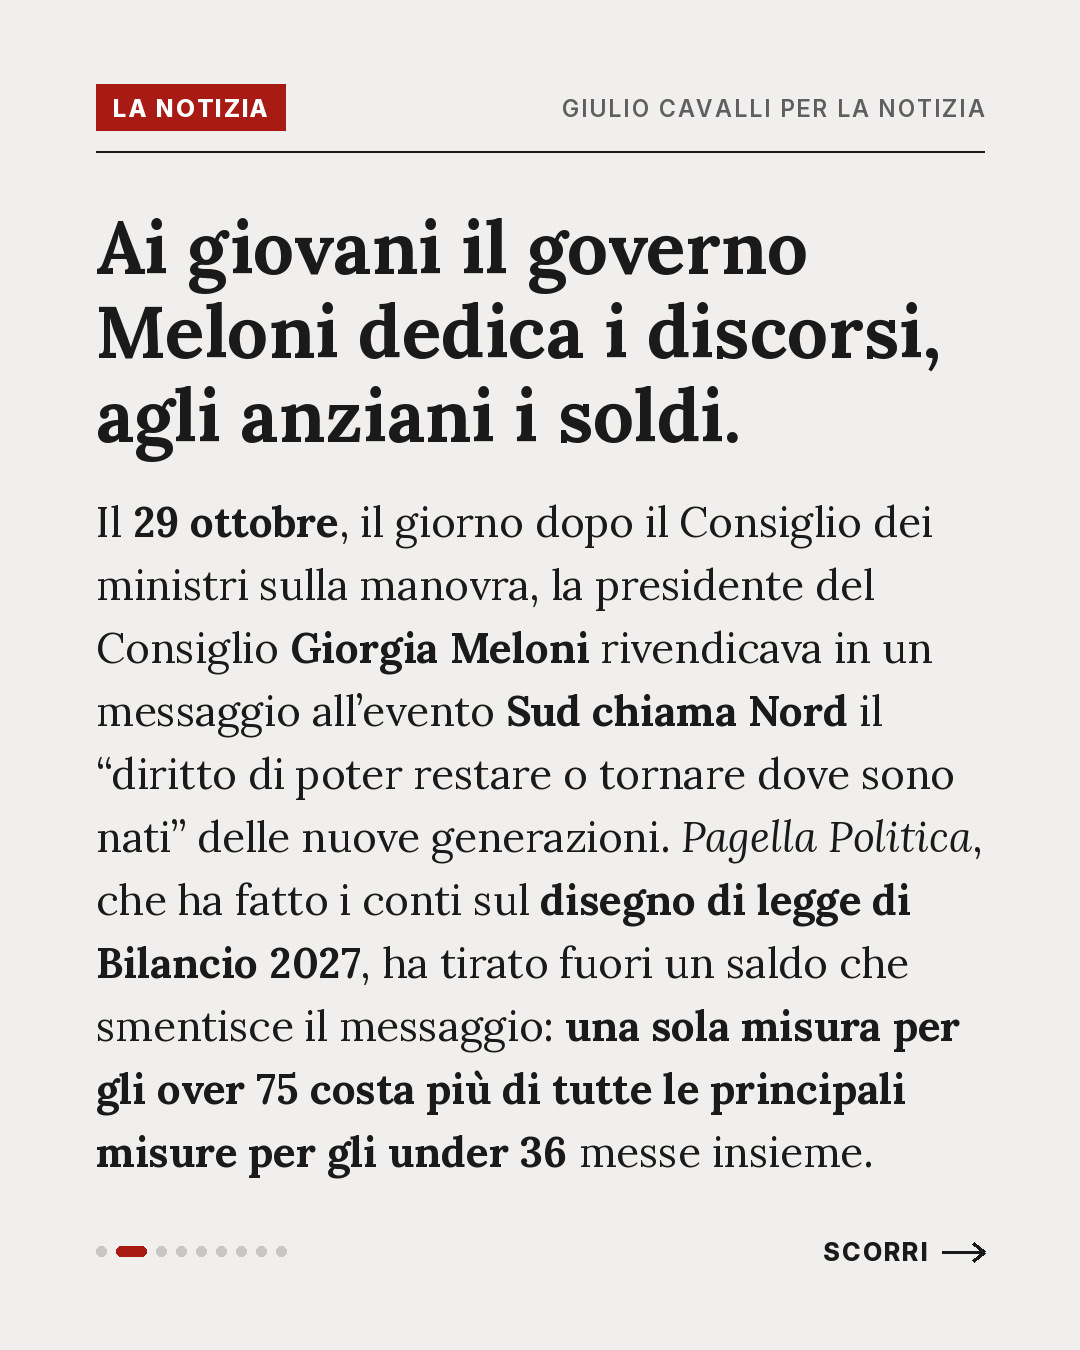 LA NOTIZIA
GIULIO CAVALLI PER LA NOTIZIA
Ai giovani il governo
Meloni dedica i discorsi,
agli anziani i soldi.
Il 29 ottobre, il giorno dopo il Consiglio dei
ministri sulla manovra, la presidente del
Consiglio Giorgia Meloni rivendicava in un
messaggio all’evento Sud chiama Nord il
“diritto di poter restare o tornare dove sono
nati” delle nuove generazioni. Pagella Politica,
che ha fatto i conti sul disegno di legge di
Bilancio 2027, ha tirato fuori un saldo che
smentisce il messaggio: una sola misura per
gli over 75 costa più di tutte le principali
misure per gli under 36 messe insieme.
SCORRI